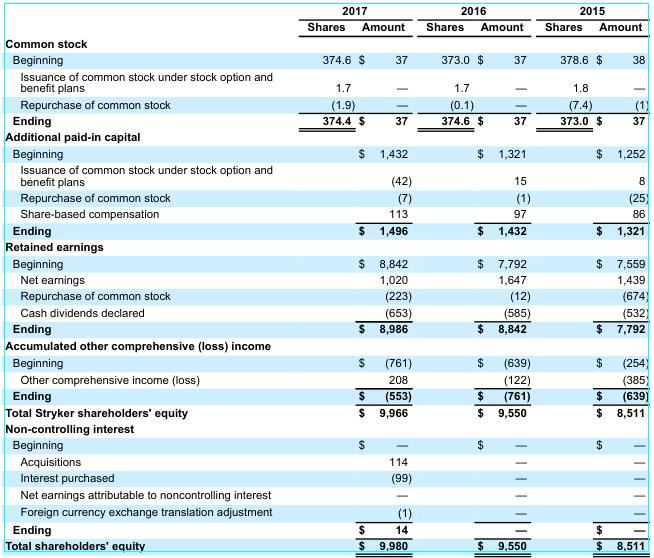 2017 2016 2015
Shares Amount Shares Amount Shares Amount
Common stock
Beginning 374.6 $ 37 373.0 $ 37 378.6 $ 38
Issuance of common stock under stock option and
benefit plans 1.7 — 1.7 — 1.8 —
Repurchase of common stock (1.9) — (0.1) — (7.4) (1)
Ending 374.4 $ 37 374.6 $ 37 373.0 $ 37
Additional paid-in capital
Beginning $ 1,432 $ 1,321 $ 1,252
Issuance of common stock under stock option and
benefit plans (42) 15 8
Repurchase of common stock (7) (1) (25)
Share-based compensation 113 97 86
Ending $ 1,496 $ 1,432 $ 1,321
Retained earnings
Beginning $ 8,842 $ 7,792 $ 7,559
Net earnings 1,020 1,647 1,439
Repurchase of common stock (223) (12) (674)
Cash dividends declared (653) (585) (532)
Ending $ 8,986 $ 8,842 $ 7,792
Accumulated other comprehensive (loss) income
Beginning $ (761) $ (639) $ (254)
Other comprehensive income (loss) 208 (122) (385)
Ending $ (553) $ (761) $ (639)
Total Stryker shareholders' equity $ 9,966 $ 9,550 $ 8,511
Non-controlling interest
Beginning $ — $ — $ —
Acquisitions 114 — —
Interest purchased (99) — —
Net earnings attributable to noncontrolling interest — — —
Foreign currency exchange translation adjustment (1) — —
Ending $ 14 — $ —
Total shareholders' equity $ 9,980 $ 9,550 $ 8,511